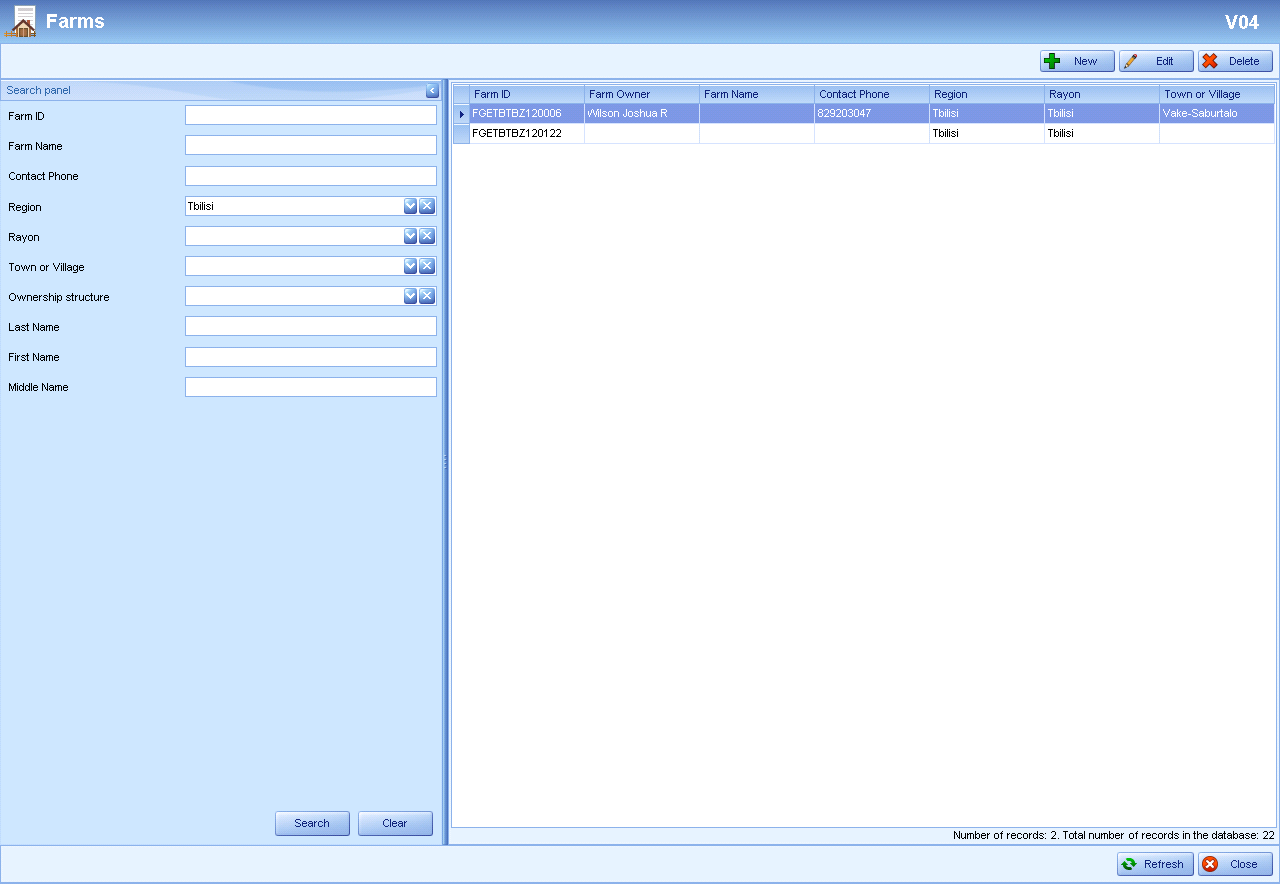 Farms
V04
New Edit Delete
Search panel
Farm ID
Farm Name
Contact Phone
Region Tbilisi
Rayon
Town or Village
Ownership structure
Last Name
First Name
Middle Name
Search Clear
Farm ID Farm Owner Farm Name Contact Phone Region Rayon Town or Village
FGETBTBZ120006 Wilson Joshua R 829203047 Tbilisi Tbilisi Vake-Saburtalo
FGETBTBZ120122 Tbilisi Tbilisi
Number of records: 2. Total number of records in the database: 22
Refresh Close